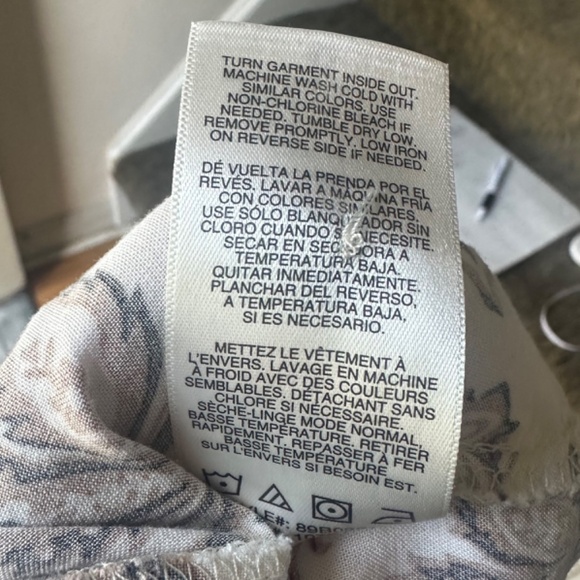 TURN GARMENT INSIDE OUT.
MACHINE WASH COLD WITH
SIMILAR COLORS. USE
NON-CHLORINE BLEACH IF
NEEDED. TUMBLE DRY LOW.
REMOVE PROMPTLY. LOW IRON
ON REVERSE SIDE IF NEEDED.
DÉ VUELTA LA PRENDA POR EL
REVÉS. LAVAR A MÁQUINA FRÍA
CON COLORES SIMILARES.
USE SÓLO BLANQUEADOR SIN
CLORO CUANDO SE NECESITE.
SECAR EN SECADORA A
TEMPERATURA BAJA.
QUITAR INMEDIATAMENTE.
PLANCHAR DEL REVERSO,
A TEMPERATURA BAJA,
SI ES NECESARIO.
METTEZ LE VÊTEMENT À
L'ENVERS. LAVAGE EN MACHINE
À FROID AVEC DES COULEURS
SEMBLABLES, DÉTACHANT SANS
CHLORE SI NÉCESSAIRE.
SÈCHE-LINGE MODE NORMAL,
BASSE TEMPÉRATURE. RETIRER
RAPIDEMENT. REPASSER À FER
BASSE TEMPÉRATURE
SUR L'ENVERS SI BESOIN EST.